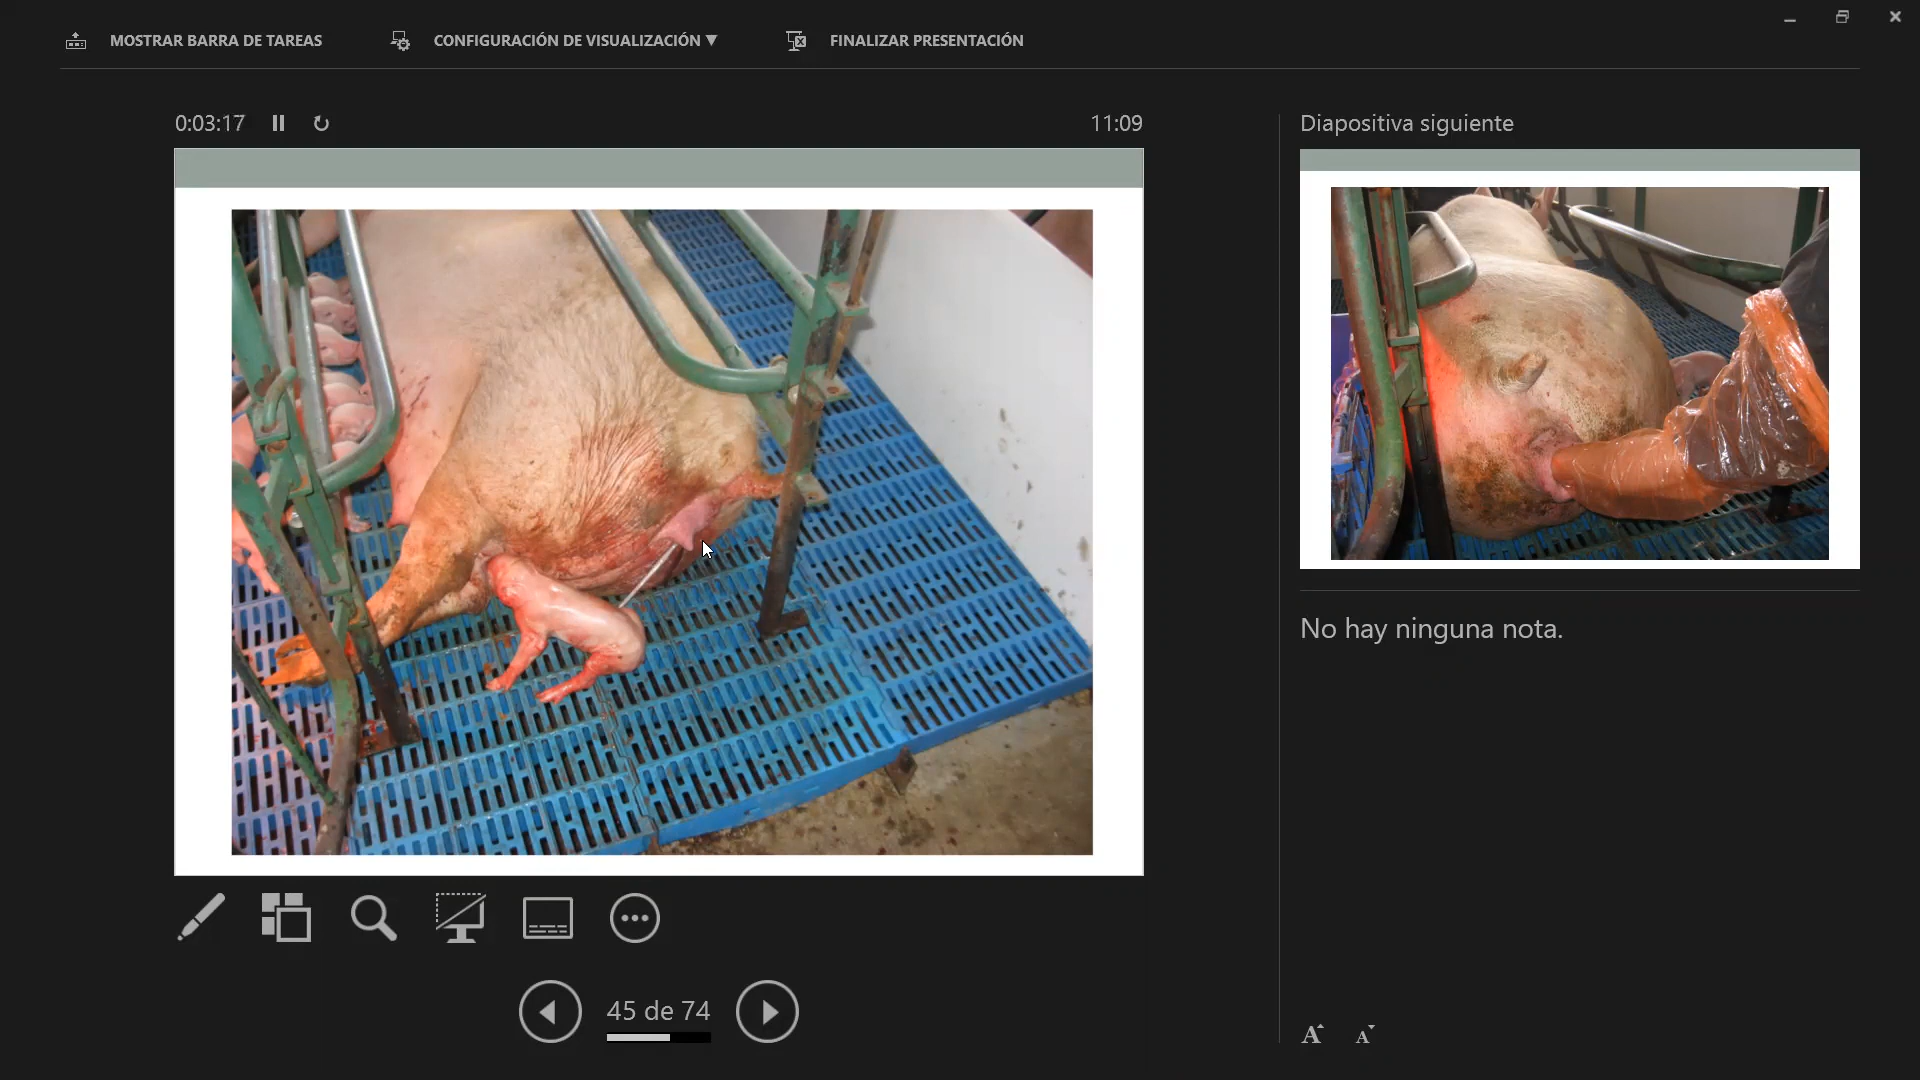 MOSTRAR BARRA DE TAREAS
CONFIGURACIÓN DE VISUALIZACIÓN ▼
FINALIZAR PRESENTACIÓN
0:03:17
11:09
Diapositiva siguiente
No hay ninguna nota.
45 de 74
A
A